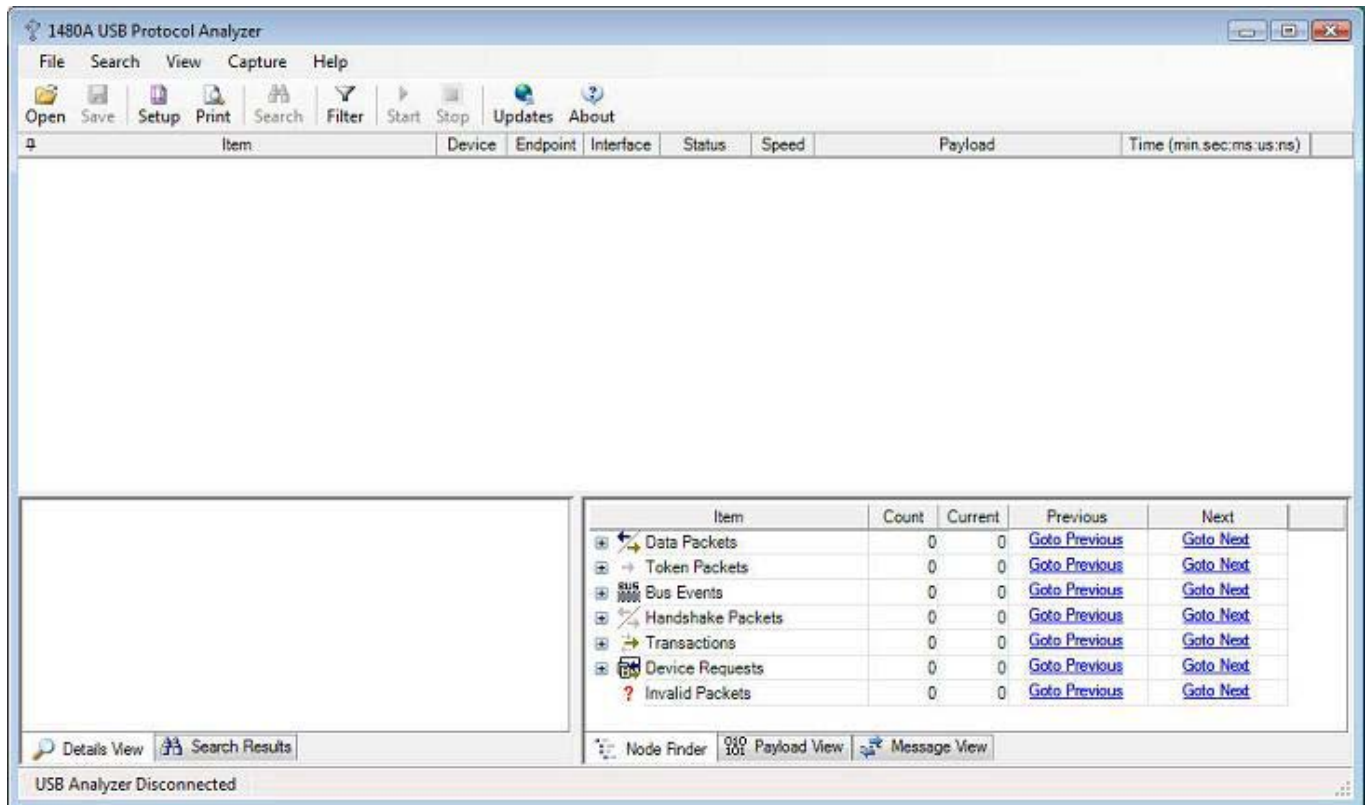 1480A USB Protocol Analyzer
File Search View Capture Help
Open Save Setup Print Search Filter Start Stop Updates About
Item Device Endpoint Interface Status Speed Payload Time (min.sec:ms:us:ns)
Item Count Current Previous Next
Data Packets 0 0 Goto Previous Goto Next
Token Packets 0 0 Goto Previous Goto Next
BUS Bus Events 0 0 Goto Previous Goto Next
Handshake Packets 0 0 Goto Previous Goto Next
Transactions 0 0 Goto Previous Goto Next
Device Requests 0 0 Goto Previous Goto Next
? Invalid Packets 0 0 Goto Previous Goto Next
Details View Search Results Node Finder 010 101 Payload View Message View
USB Analyzer Disconnected